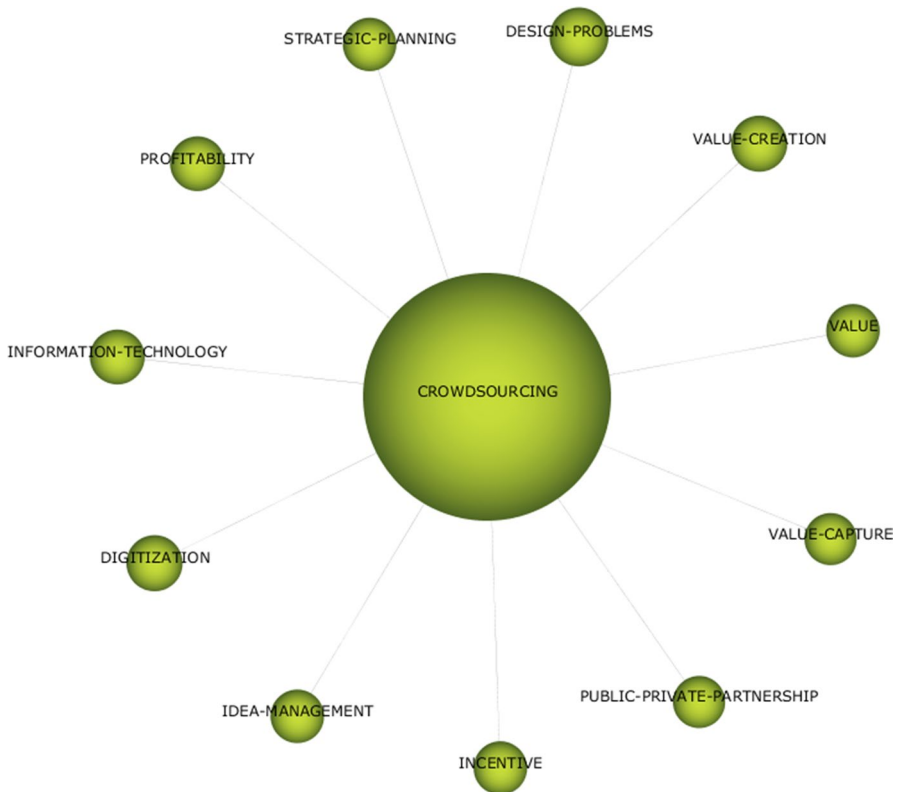 DESIGN-PROBLEMS
STRATEGIC-PLANNING
VALUE-CREATION
PROFITABILITY
VALUE
INFORMATION-TECHNOLOGY
CROWDSOURCING
VALUE-CAPTURE
DIGITIZATION
PUBLIC-PRIVATE-PARTNERSHIP
IDEA-MANAGEMENT
INCENTIVE